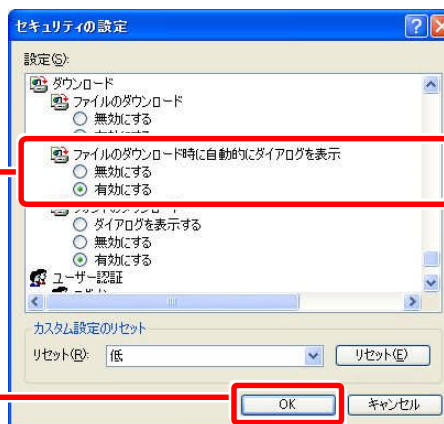 セキュリティの設定
設定(S):
ダウンロード
ファイルのダウンロード
無効にする
ファイルのダウンロード時に自動的にダイアログを表示
無効にする
有効にする
ダイアログを表示する
無効にする
有効にする
ユーザー認証
カスタム設定のリセット
リセット(R): 低 リセット(E)
OK キャンセル